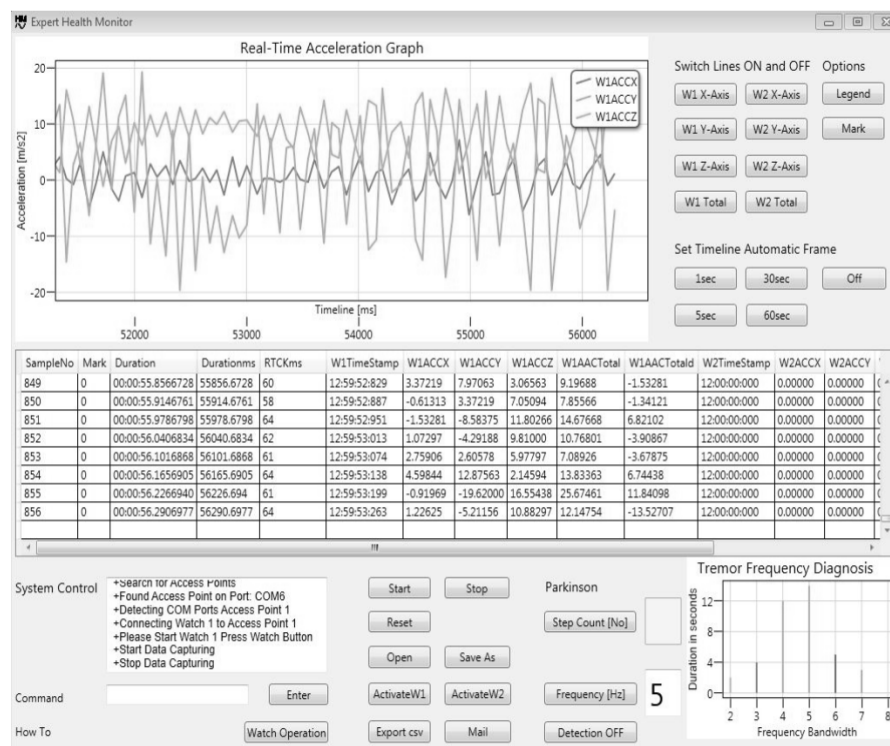 Expert Health Monitor
Real-Time Acceleration Graph
20
10
0
-10
-20
Acceleration [m/s2]
W1ACCX
W1ACCY
W1ACCZ
Timeline [ms]
52000 53000 54000 55000 56000
Switch Lines ON and OFF Options
W1 X-Axis W2 X-Axis Legend
W1 Y-Axis W2 Y-Axis Mark
W1 Z-Axis W2 Z-Axis
W1 Total W2 Total
Set Timeline Automatic Frame
1sec 30sec Off
5sec 60sec
SampleNo Mark Duration Durationms RTCKms W1TimeStamp W1ACCX W1ACCY W1ACCZ W1AACTotal W1AACTotald W2TimeStamp W2ACCX W2ACCY
849 0 00:00:55.8566728 55856.6728 60 12:59:52:829 3.37219 7.97063 3.06563 9.19688 -1.53281 12:00:00:000 0.00000 0.00000
850 0 00:00:55.9146761 55914.6761 58 12:59:52:887 -0.61313 3.37219 7.05094 7.85566 -1.34121 12:00:00:000 0.00000 0.00000
851 0 00:00:55.9786798 55978.6798 64 12:59:52:951 -1.53281 -8.58375 11.80266 14.67668 6.82102 12:00:00:000 0.00000 0.00000
852 0 00:00:56.0406834 56040.6834 62 12:59:53:013 1.07297 -4.29188 9.81000 10.76801 -3.90867 12:00:00:000 0.00000 0.00000
853 0 00:00:56.1016868 56101.6868 61 12:59:53:074 2.75906 2.60578 5.97797 7.08926 -3.67875 12:00:00:000 0.00000 0.00000
854 0 00:00:56.1656905 56165.6905 64 12:59:53:138 4.59844 12.87563 2.14594 13.83363 6.74438 12:00:00:000 0.00000 0.00000
855 0 00:00:56.2266940 56226.694 61 12:59:53:199 -0.91969 -19.62000 16.55438 25.67461 11.84098 12:00:00:000 0.00000 0.00000
856 0 00:00:56.2906977 56290.6977 64 12:59:53:263 1.22625 -5.21156 10.88297 12.14754 -13.52707 12:00:00:000 0.00000 0.00000
System Control
+Search for Access Points
+Found Access Point on Port: COM6
+Detecting COM Ports Access Point 1
+Connecting Watch 1 to Access Point 1
+Please Start Watch 1 Press Watch Button
+Start Data Capturing
+Stop Data Capturing
Command Enter
How To Watch Operation
Start Stop
Reset
Open Save As
ActivateW1 ActivateW2
Export csv Mail
Parkinson
Step Count [No]
Frequency [Hz] 5
Detection OFF
Tremor Frequency Diagnosis
Duration in seconds
12
8
4
0
2 3 4 5 6 7 8
Frequency Bandwidth